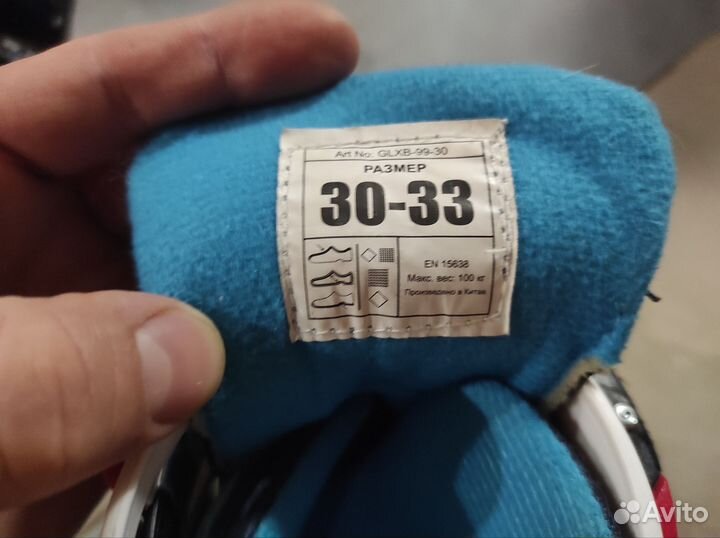 Art No. GLXB-99-30
РАЗМЕР
30-33
EN 15638
Макс. вес: 100 кг
Произведено в Китае
Avito